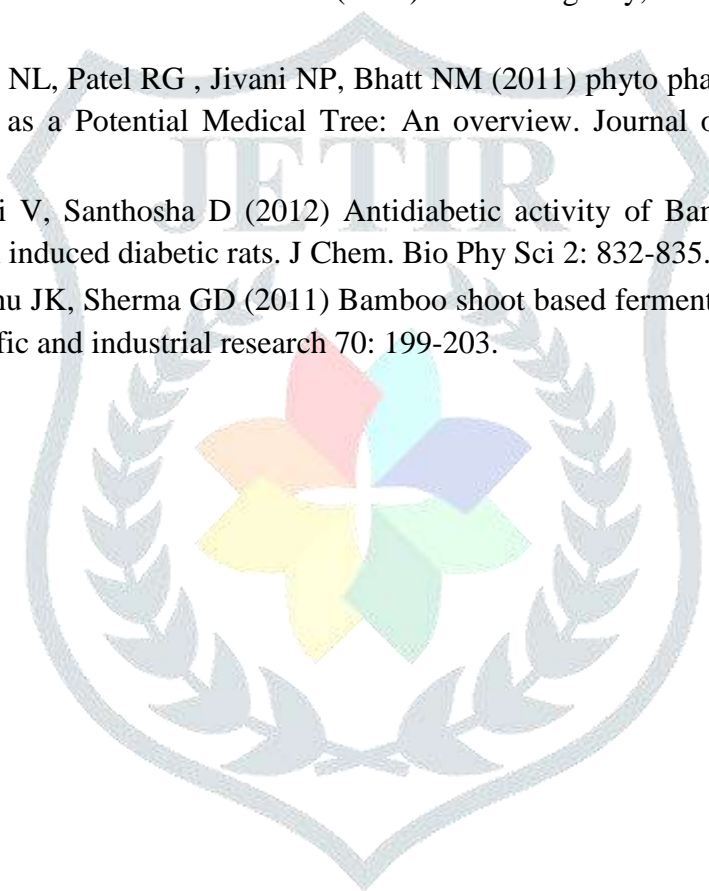 NL, Patel RG , Jivani NP, Bhatt NM (2011) phyto pha
as a Potential Medical Tree: An overview. Journal o
JETIR
i V, Santhosha D (2012) Antidiabetic activity of Bar
induced diabetic rats. J Chem. Bio Phy Sci 2: 832-835.
nu JK, Sherma GD (2011) Bamboo shoot based ferment
fic and industrial research 70: 199-203.